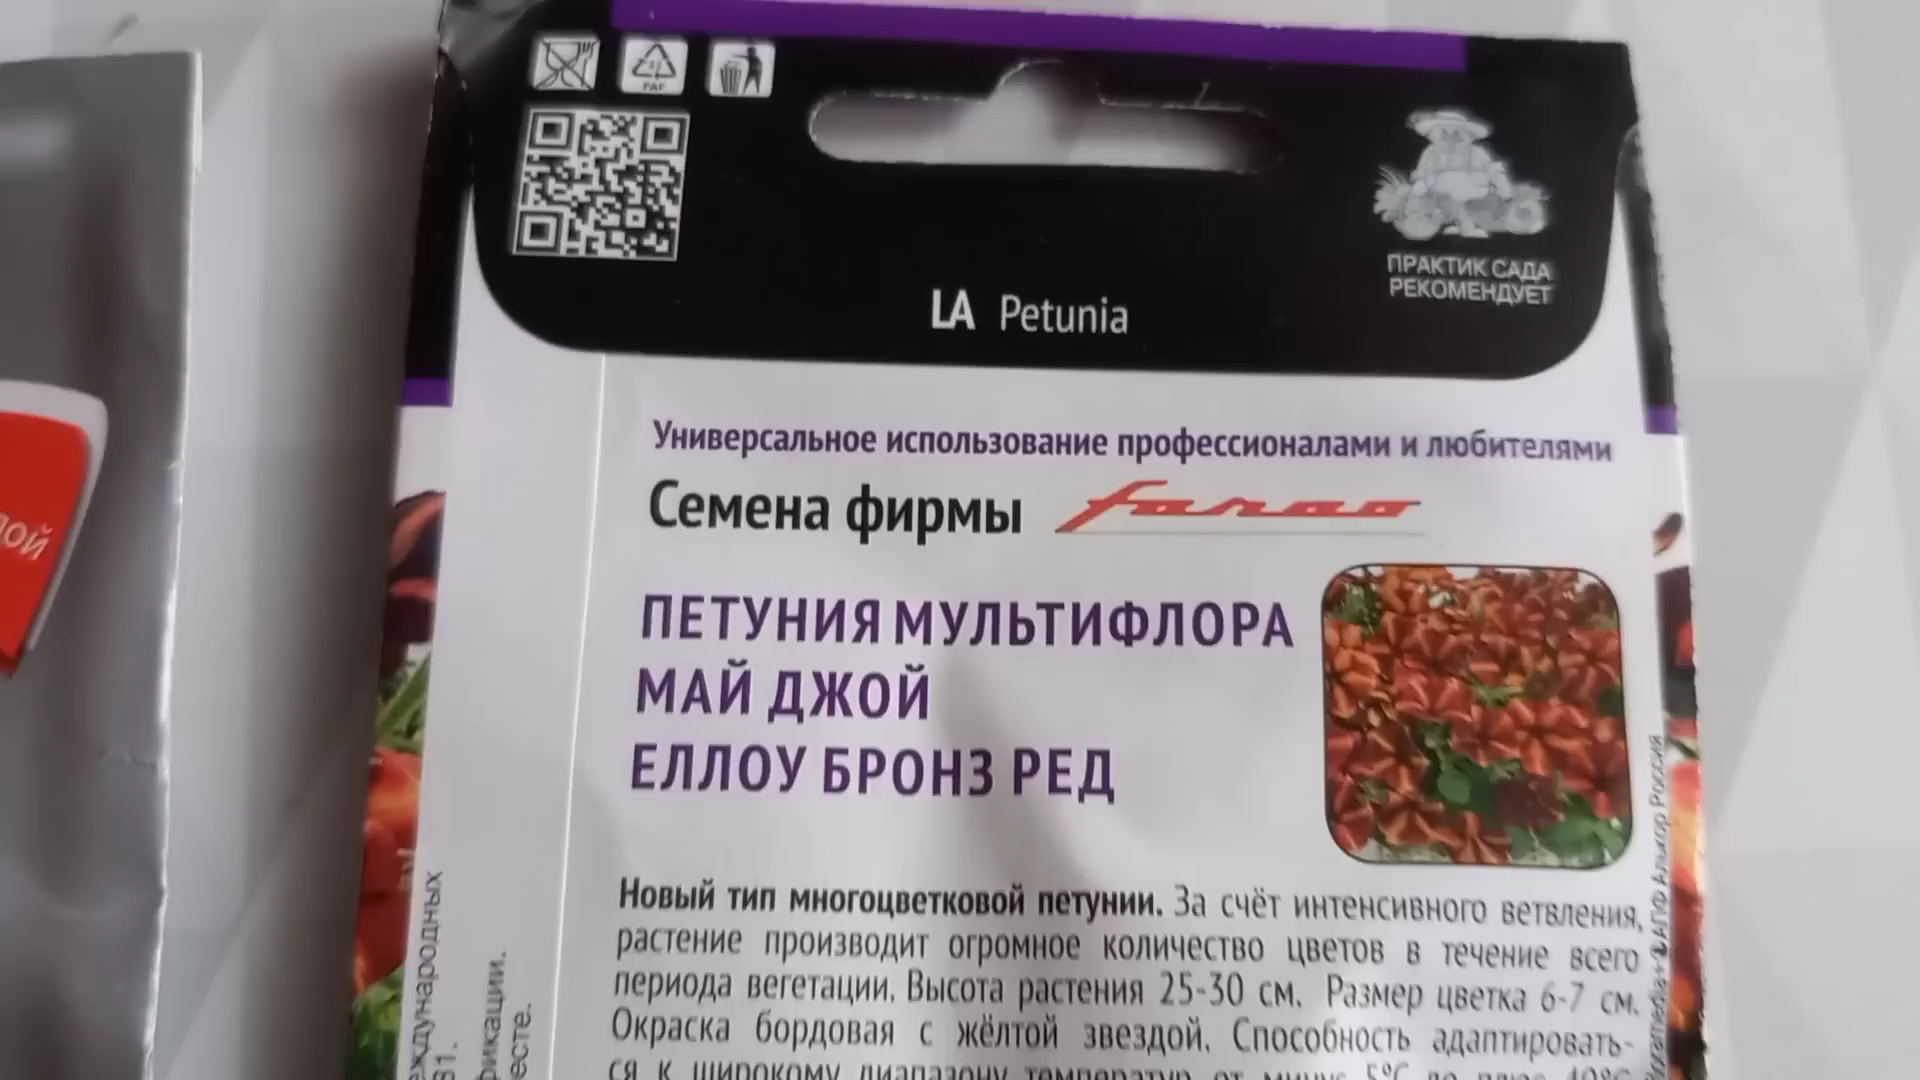 PAP
ПРАКТИК САДА
РЕКОМЕНДУЕТ
LA Petunia
Универсальное использование профессионалами и любителями
Семена фирмы farao
ПЕТУНИЯ МУЛЬТИФЛОРА
МАЙ ДЖОЙ
ЕЛЛОУ БРОНЗ РЕД
Новый тип многоцветковой петунии. За счёт интенсивного ветвления,
растение производит огромное количество цветов в течение всего
периода вегетации. Высота растения 25-30 см. Размер цветка 6-7 см.
Окраска бордовая с жёлтой звездой. Способность адаптировать-
ся к широкому диапазону температур от минус 5°C до плюс 40°C